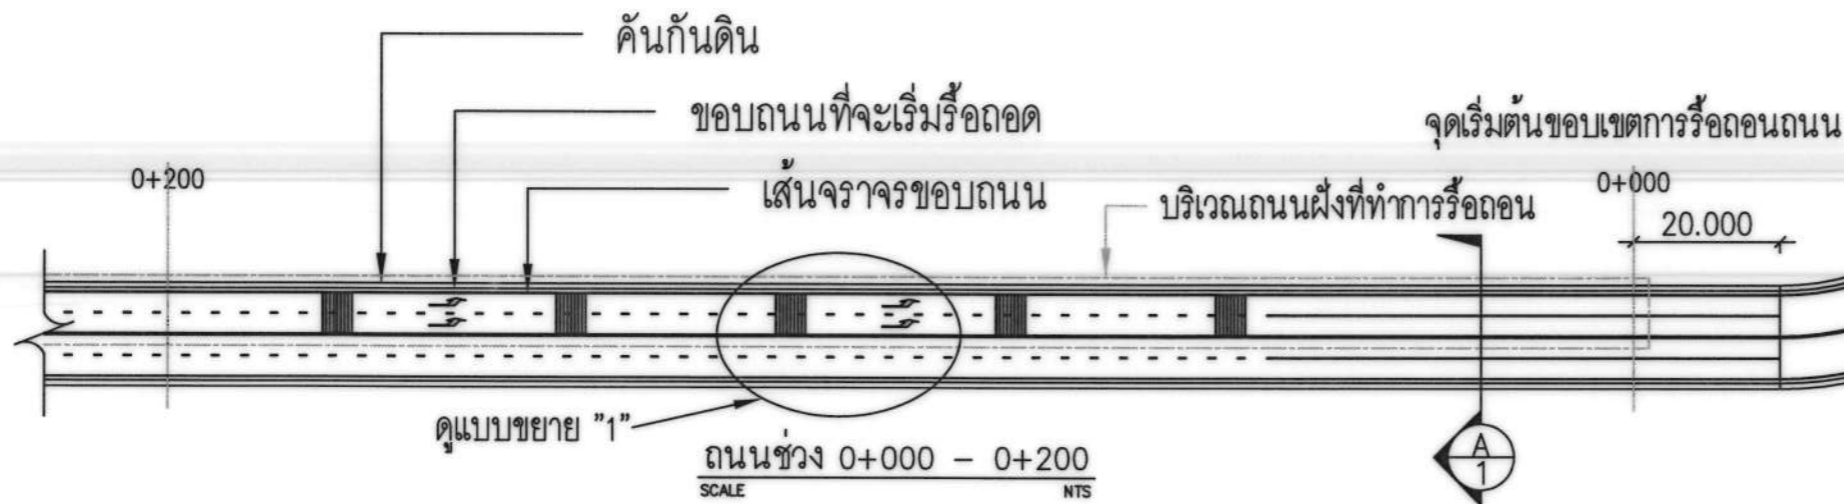 คันกันดิน
ขอบถนนที่จะเริ่มรื้อถอด
จุดเริ่มต้นขอบเขตการรื้อถอนถนน
0+200
เส้นจราจรขอบถนน
บริเวณถนนฝั่งที่ทำการรื้อถอน
0+000
20.000
ดูแบบขยาย "1"
ถนนช่วง 0+000 - 0+200
SCALE NTS
A
1